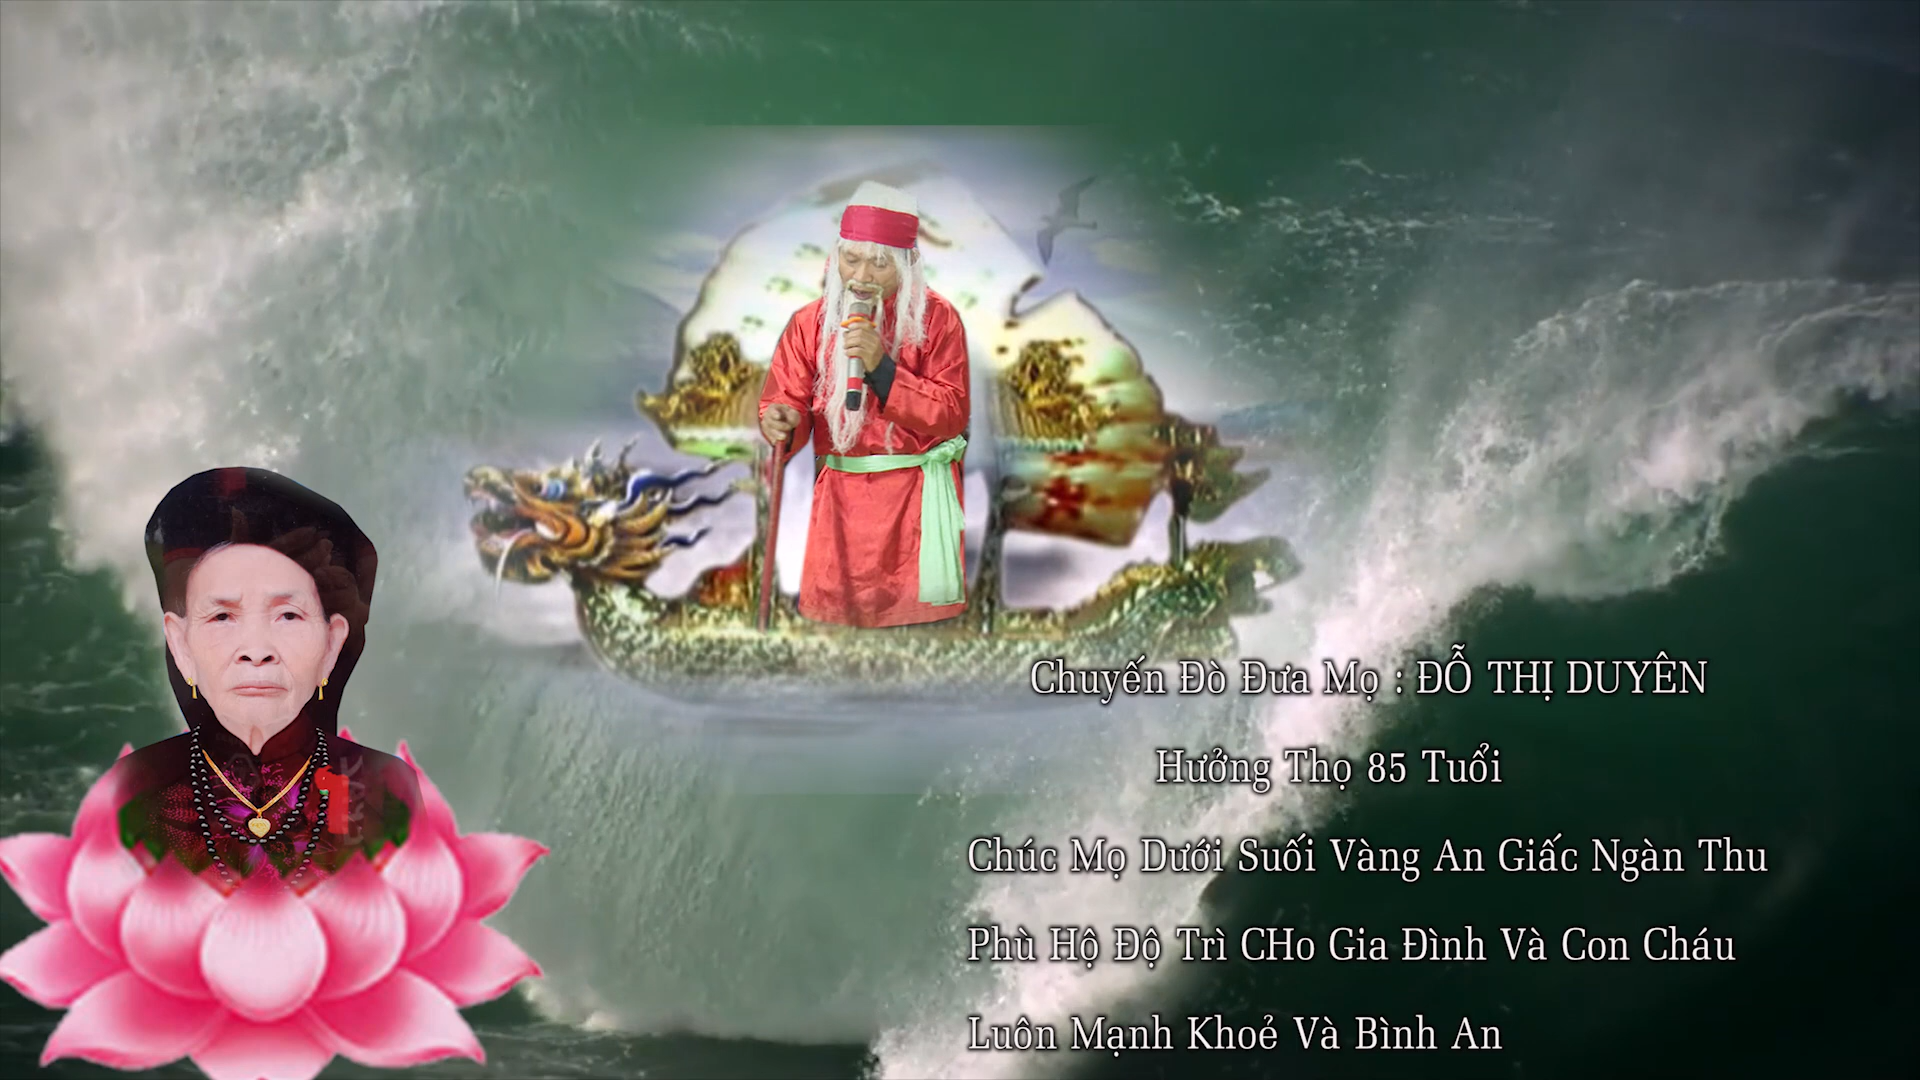 Chuyến Đò Đưa Mọ : ĐỖ THỊ DUYÊN
Hưởng Thọ 85 Tuổi
Chúc Mọ Dưới Suối Vàng An Giấc Ngàn Thu
Phù Hộ Độ Trì CHo Gia Đình Và Con Cháu
Luôn Mạnh Khoẻ Và Bình An